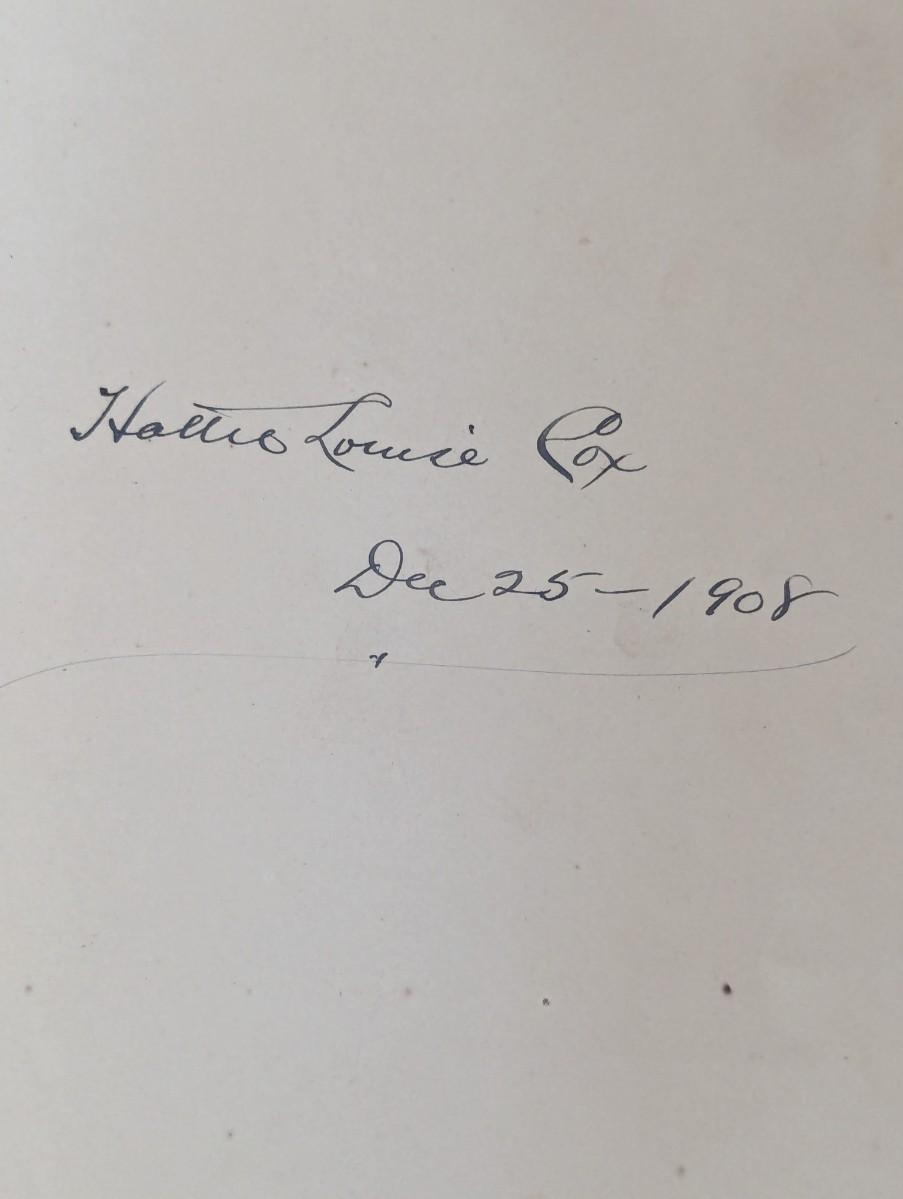 Hattie Louise Cox
Dec 25 – 1908